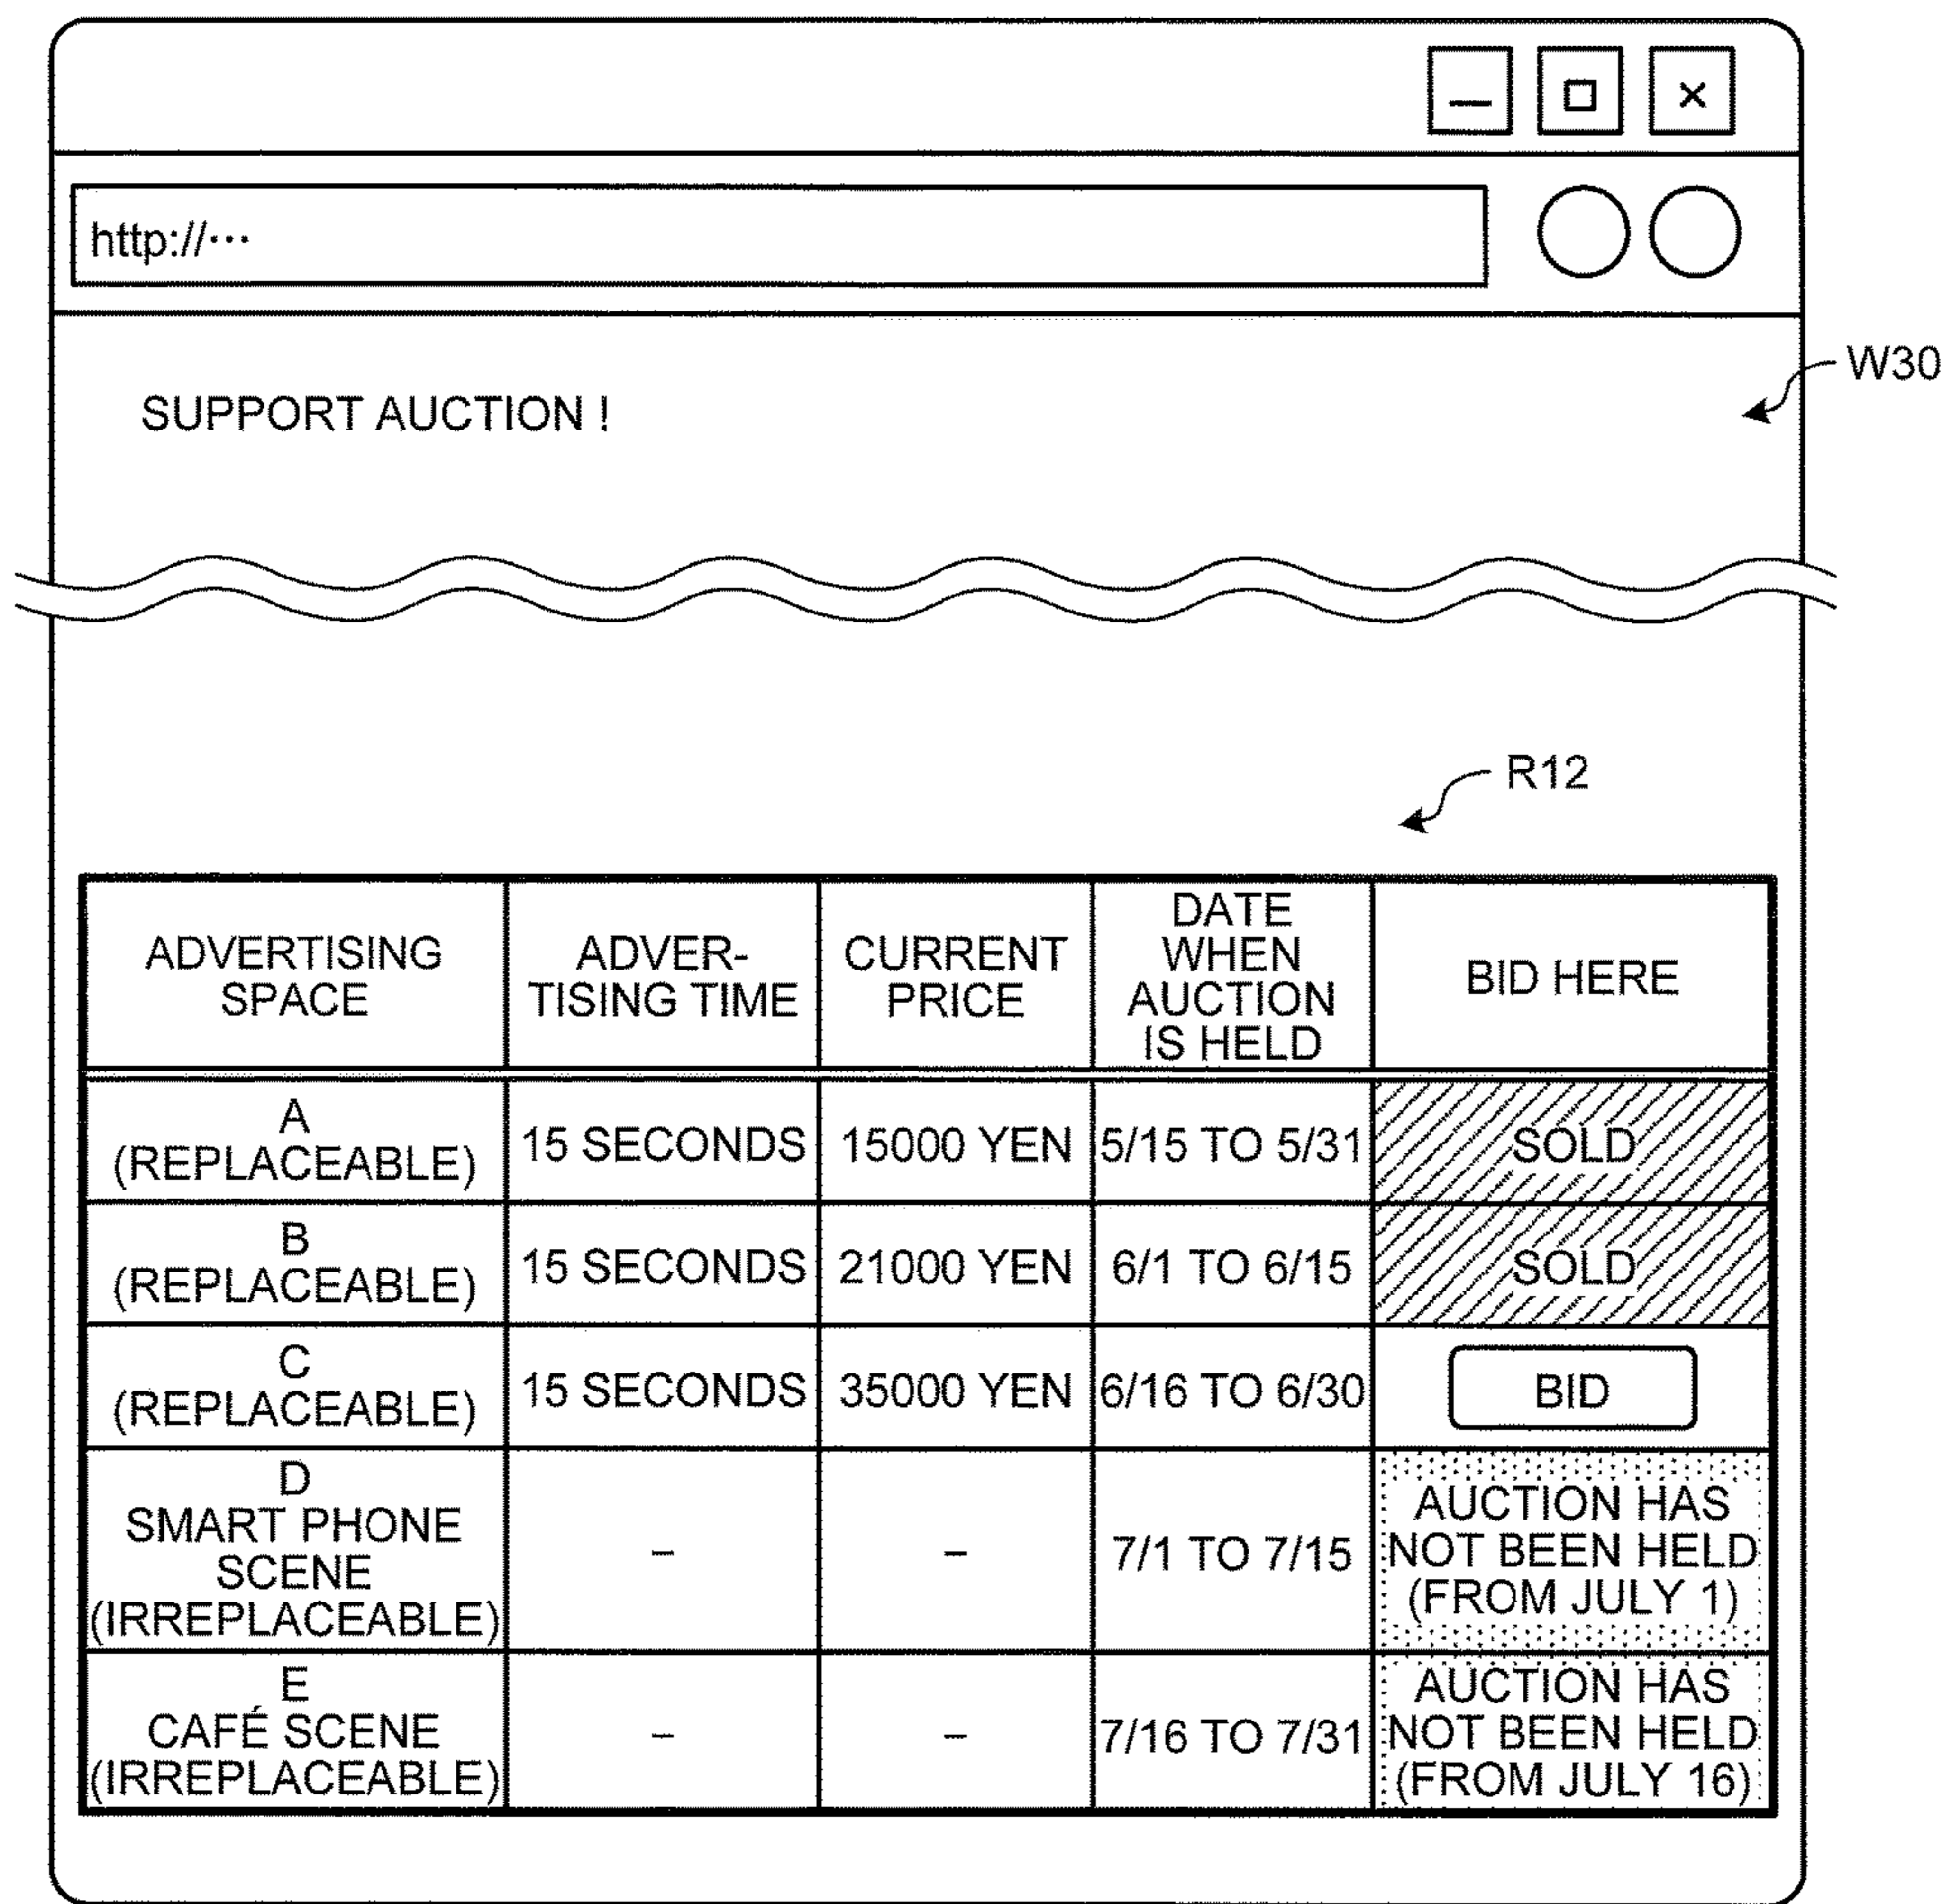 http://···
W30
SUPPORT AUCTION !
R12
ADVERTISING
SPACE
ADVER-
TISING TIME
CURRENT
PRICE
DATE
WHEN
AUCTION
IS HELD
BID HERE
A
(REPLACEABLE)
15 SECONDS
15000 YEN
5/15 TO 5/31
SOLD
B
(REPLACEABLE)
15 SECONDS
21000 YEN
6/1 TO 6/15
SOLD
C
(REPLACEABLE)
15 SECONDS
35000 YEN
6/16 TO 6/30
BID
D
SMART PHONE
SCENE
(IRREPLACEABLE)
–
–
7/1 TO 7/15
AUCTION HAS
NOT BEEN HELD
(FROM JULY 1)
E
CAFÉ SCENE
(IRREPLACEABLE)
–
–
7/16 TO 7/31
AUCTION HAS
NOT BEEN HELD
(FROM JULY 16)